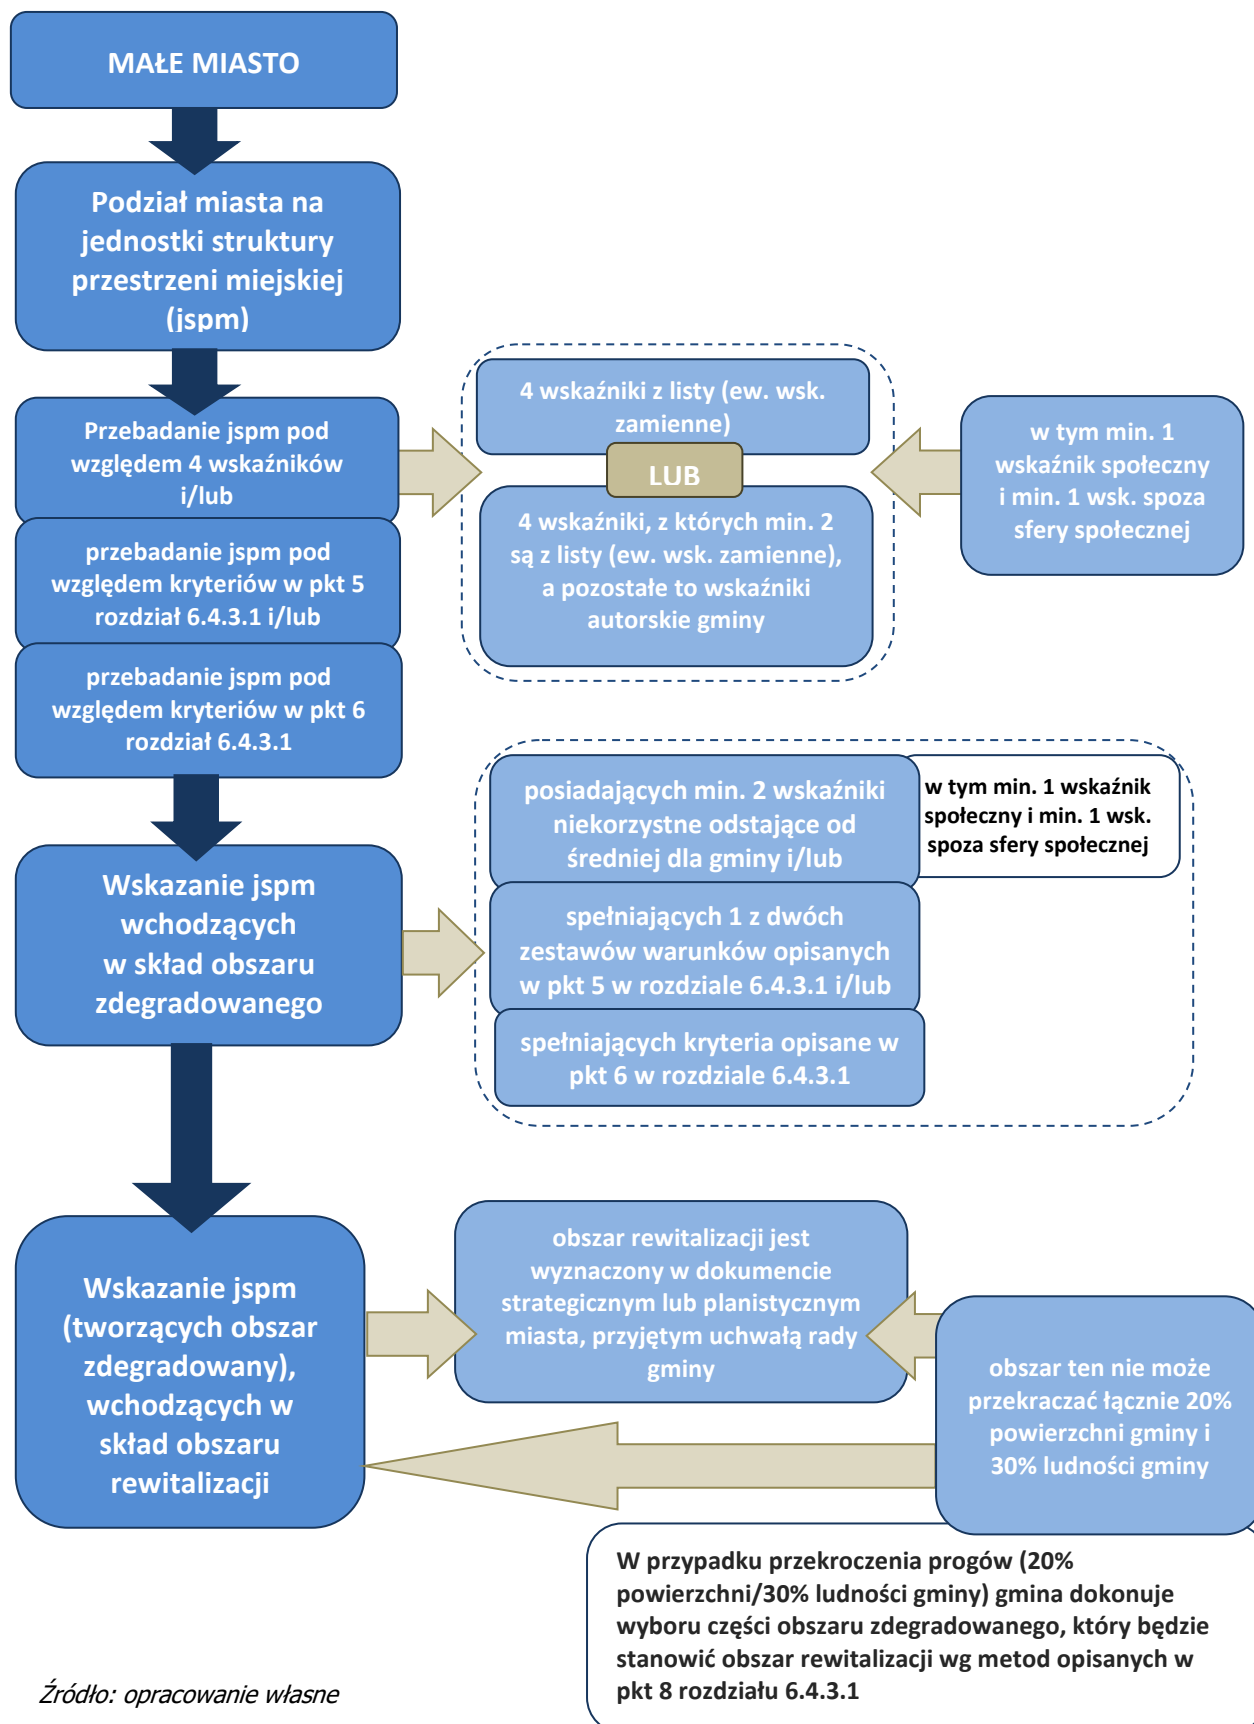 MAŁE MIASTO
Podział miasta na
jednostki struktury
przestrzeni miejskiej
(jspm)
Przebadanie jspm pod
względem 4 wskaźników
i/lub
przebadanie jspm pod
względem kryteriów w pkt 5
rozdział 6.4.3.1 i/lub
przebadanie jspm pod
względem kryteriów w pkt 6
rozdział 6.4.3.1
4 wskaźniki z listy (ew. wsk.
zamienne)
LUB
4 wskaźniki, z których min. 2
są z listy (ew. wsk. zamienne),
a pozostałe to wskaźniki
autorskie gminy
w tym min. 1
wskaźnik społeczny
i min. 1 wsk. spoza
sfery społecznej
Wskazanie jspm
wchodzących
w skład obszaru
zdegradowanego
posiadających min. 2 wskaźniki
niekorzystne odstające od
średniej dla gminy i/lub
w tym min. 1 wskaźnik
społeczny i min. 1 wsk.
spoza sfery społecznej
spełniających 1 z dwóch
zestawów warunków opisanych
w pkt 5 w rozdziale 6.4.3.1 i/lub
spełniających kryteria opisane w
pkt 6 w rozdziale 6.4.3.1
Wskazanie jspm
(tworzących obszar
zdegradowany),
wchodzących w
skład obszaru
rewitalizacji
obszar rewitalizacji jest
wyznaczony w dokumencie
strategicznym lub planistycznym
miasta, przyjętym uchwałą rady
gminy
obszar ten nie może
przekraczać łącznie 20%
powierzchni gminy i
30% ludności gminy
W przypadku przekroczenia progów (20%
powierzchni/30% ludności gminy) gmina dokonuje
wyboru części obszaru zdegradowanego, który będzie
stanowić obszar rewitalizacji wg metod opisanych w
pkt 8 rozdziału 6.4.3.1
Źródło: opracowanie własne